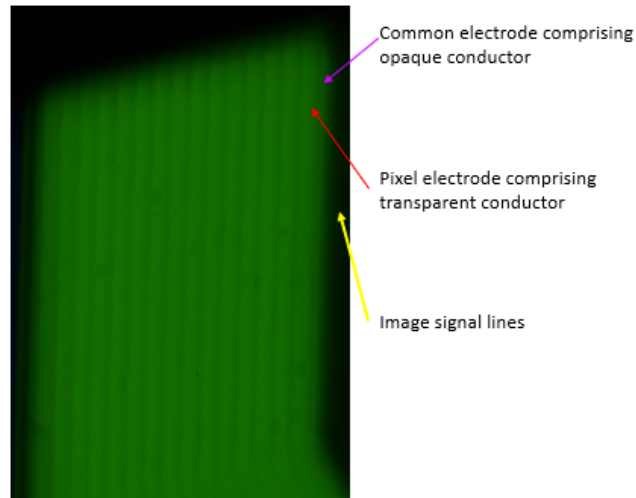 Common electrode comprising
opaque conductor
Pixel electrode comprising
transparent conductor
Image signal lines